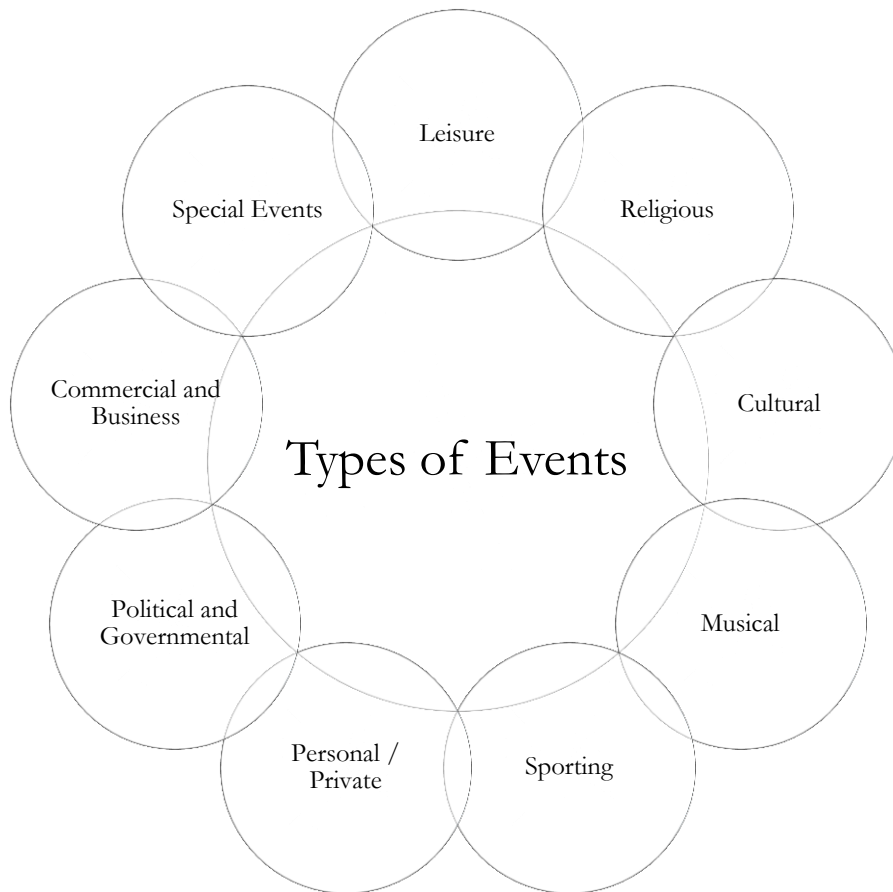 Leisure
Special Events
Religious
Commercial and
Business
Cultural
Types of Events
Political and
Governmental
Musical
Personal /
Private
Sporting